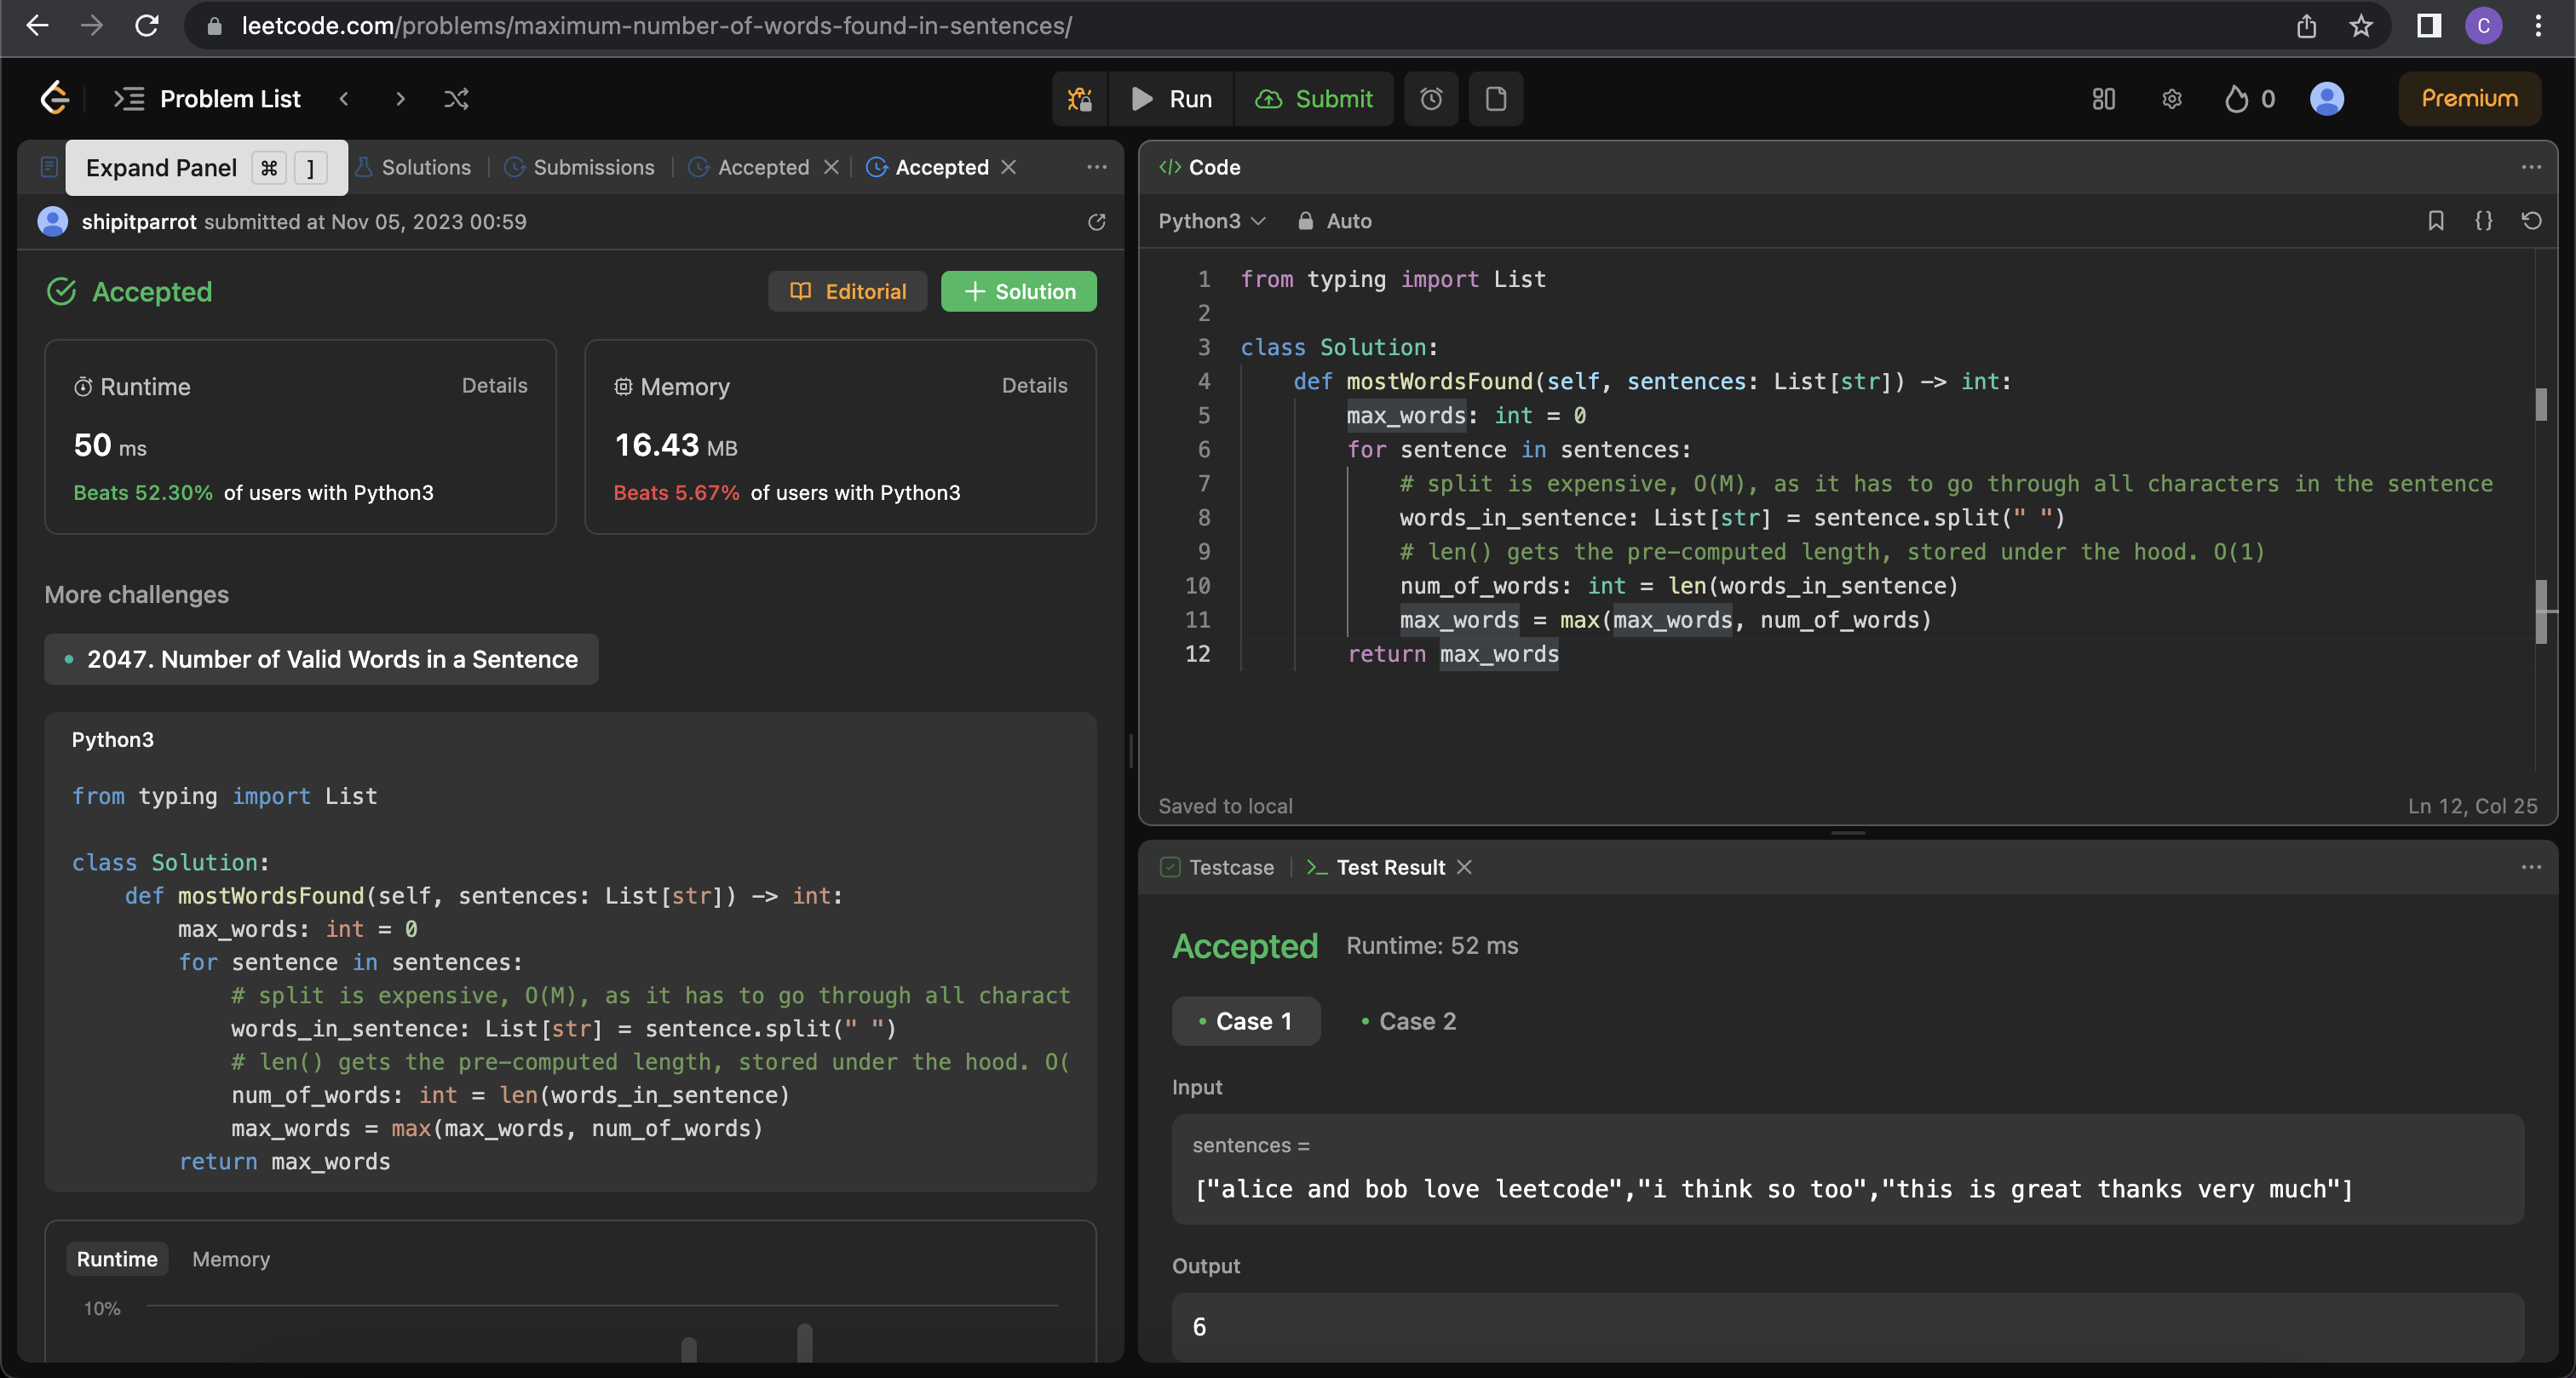 leetcode.com/problems/maximum-number-of-words-found-in-sentences/
C
Problem List
Run
Submit
0
Premium
Expand Panel ⌘ ]
Solutions
Submissions
Accepted
Accepted
shipitparrot submitted at Nov 05, 2023 00:59
Accepted
Editorial
Solution
Runtime
Details
50 ms
Beats 52.30% of users with Python3
Memory
Details
16.43 MB
Beats 5.67% of users with Python3
More challenges
2047. Number of Valid Words in a Sentence
Python3
from typing import List
class Solution:
def mostWordsFound(self, sentences: List[str]) -> int:
max_words: int = 0
for sentence in sentences:
# split is expensive, O(M), as it has to go through all charact
words_in_sentence: List[str] = sentence.split(" ")
# len() gets the pre-computed length, stored under the hood. O(
num_of_words: int = len(words_in_sentence)
max_words = max(max_words, num_of_words)
return max_words
Runtime
Memory
10%
</> Code
Python3
Auto
{}
1 from typing import List
2
3 class Solution:
4 def mostWordsFound(self, sentences: List[str]) -> int:
5 max_words: int = 0
6 for sentence in sentences:
7 # split is expensive, O(M), as it has to go through all characters in the sentence
8 words_in_sentence: List[str] = sentence.split(" ")
9 # len() gets the pre-computed length, stored under the hood. O(1)
10 num_of_words: int = len(words_in_sentence)
11 max_words = max(max_words, num_of_words)
12 return max_words
Saved to local
Ln 12, Col 25
Testcase
>_ Test Result
Accepted
Runtime: 52 ms
• Case 1
• Case 2
Input
sentences =
["alice and bob love leetcode","i think so too","this is great thanks very much"]
Output
6